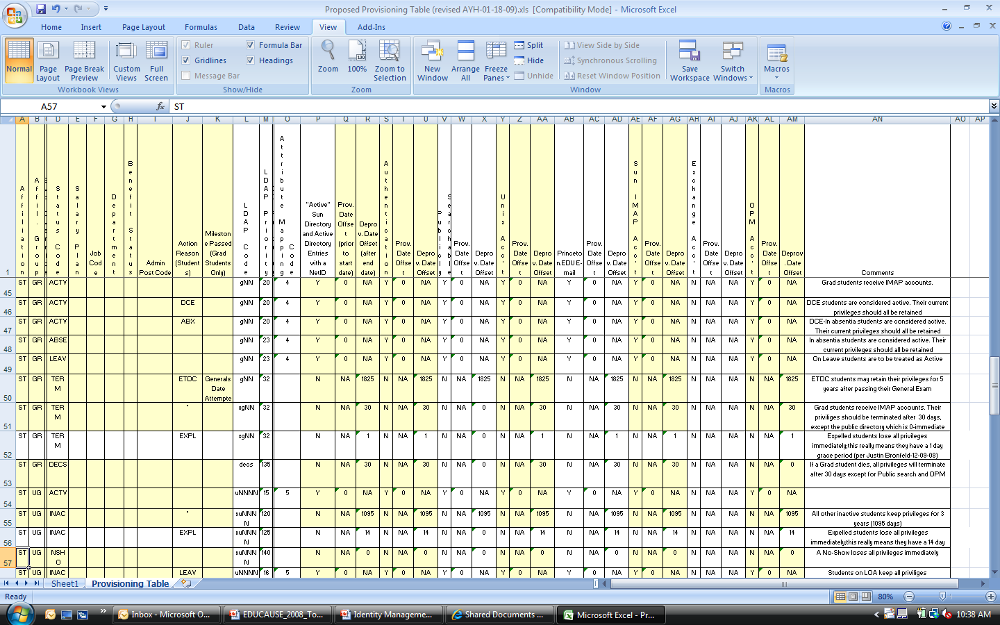 Proposed Provisioning Table (revised AYH-01-18-09).xls [Compatibility Mode] - Microsoft Excel
Home Insert Page Layout Formulas Data Review View Add-Ins
Normal Page Layout Page Break Preview Custom Views Full Screen
Workbook Views
Ruler Formula Bar
Gridlines Headings
Message Bar
Show/Hide
Zoom 100% Zoom to Selection
Zoom
New Window Arrange All Freeze Panes
Split
Hide
Unhide
View Side by Side
Synchronous Scrolling
Reset Window Position
Window
Save Workspace Switch Windows
Macros
Macros
A57 fx ST
A B D E F G H I J K L M O P Q R S T U V W X Y Z AA AB AC AD AE AF AG AH AI AJ AK AL AM AN AO AP
1 Affiliation Affil. Group Status Code Salary Plan Job Code Department Benefit Status Admin Post Code Action Reason (Students) Milestone Passed (Grad Students Only) LDAP Code LDAP Priority Attribute Mapping Code "Active" Sun Directory and Active Directory Entries with a NetID Prov. Date Offset (prior to start date) Deprov. Date Offset (after end date) Authentication Prov. Date Offset Deprov. Date Offset Publicly Searchable Prov. Date Offset Deprov. Date Offset Unix Acc't Prov. Date Offset Deprov. Date Offset Princeton.EDU E-mail Prov. Date Offset Deprov. Date Offset Sun IMAP Acc't Prov. Date Offset Deprov. Date Offset Exchange Acc't Prov. Date Offset Deprov. Date Offset OPM Acc't Prov. Date Offset Deprov. Date Offset Comments
45 ST GR ACTV gNN 20 4 Y 0 NA Y 0 NA Y 0 NA Y 0 NA Y 0 NA Y 0 NA N NA NA Y 0 NA Grad students receive IMAP accounts.
46 ST GR ACTV DCE gNN 20 4 Y 0 NA Y 0 NA Y 0 NA Y 0 NA Y 0 NA Y 0 NA N NA NA Y 0 NA DCE students are considered active. Their current privileges should all be retained
47 ST GR ACTV ABX gNN 20 4 Y 0 NA Y 0 NA Y 0 NA Y 0 NA Y 0 NA Y 0 NA N NA NA Y 0 NA DCE-In absentia students are considered active. Their current privileges should all be retained
48 ST GR ABSE gNN 23 4 Y 0 NA Y 0 NA Y 0 NA Y 0 NA Y 0 NA Y 0 NA N NA NA Y 0 NA In absentia students are considered active. Their current privileges should all be retained
49 ST GR LEAV gNN 23 4 Y 0 NA Y 0 NA Y 0 NA Y 0 NA Y 0 NA Y 0 NA N NA NA Y 0 NA On Leave students are to be treated as Active
50 ST GR TERM ETDC Generals Date Attempte gNN 32 N NA 1825 N NA 1825 N NA 1825 N NA 1825 N NA 1825 N NA 1825 N NA NA N NA 1825 ETDC students may retain their privileges for 5 years after passing their General Exam
51 ST GR TERM * xgNN 32 N NA 30 N NA 30 N NA 0 N NA 30 N NA 30 N NA 30 N NA NA N NA 30 Grad students receive IMAP accounts. Their priviliges should be terminated after 30 days, except the public directory which is 0-immediate
52 ST GR TERM EXPL xgNN 32 N NA 1 N NA 1 N NA 0 N NA 1 N NA 1 N NA 1 N NA NA N NA 1 Expelled students lose all privileges immediately;this really means they have a 1 day grace period (per Justin Bronfeld-12-09-08)
53 ST GR DECS decs 135 N NA 30 N NA 30 N NA 0 N NA 30 N NA 30 N NA 30 N NA NA N NA 0 If a Grad student dies, all privileges will terminate after 30 days except for Public search and OPM
54 ST UG ACTV uNNNN 15 5 Y 0 NA Y 0 NA Y 0 NA Y 0 NA Y 0 NA Y 0 NA N NA NA Y 0 NA
55 ST UG INAC * xuNNNN 120 N NA 1095 N NA 1095 N NA 1095 N NA 1095 N NA 1095 N NA 1095 N NA NA N NA 1095 All other inactive students keep privileges for 3 years (1095 days)
56 ST UG INAC EXPL xuNNNN 125 N NA 14 N NA 14 N NA 0 N NA 14 N NA 14 N NA 14 N NA NA N NA 14 Expelled students lose all privileges immediately;this really means they have a 14 day
57 ST UG NSHO xuNNNN 140 N NA 0 N NA 0 N NA 0 N NA 0 N NA 0 N NA 0 N NA NA N NA 0 A No-Show loses all privileges immediately
ST UG INAC LEAV uNNNN 16 5 Y 0 NA Y 0 NA Y 0 NA Y 0 NA Y 0 NA Y 0 NA N NA NA Y 0 NA Students on LOA keep all priviliges
Sheet1 Provisioning Table
Ready 80%
Inbox - Microsoft O... EDUCAUSE_2008_To... Identity Manageme... Shared Documents ... Microsoft Excel - Pr... 10:38 AM